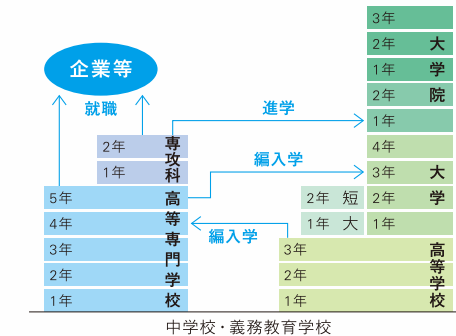 企業等
就職
進学
編入学
編入学
2年
1年
専攻科
5年
4年
3年
2年
1年
高等専門学校
3年
2年
1年
2年
1年
大学院
4年
3年
2年
1年
大学
2年 短
1年 大
3年
2年
1年
高等学校
中学校・義務教育学校